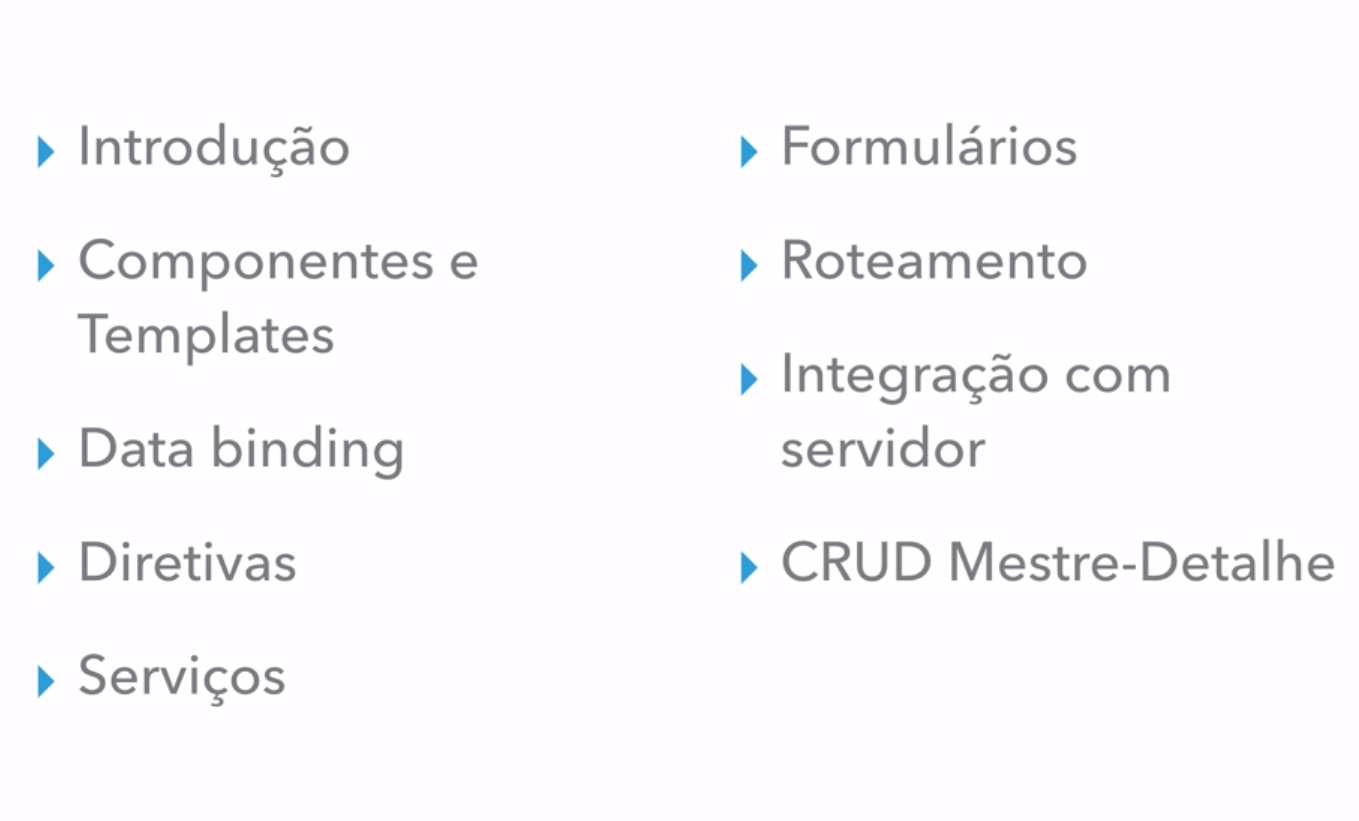 Introdução
Componentes e
Templates
Data binding
Diretivas
Serviços
Formulários
Roteamento
Integração com
servidor
CRUD Mestre-Detalhe